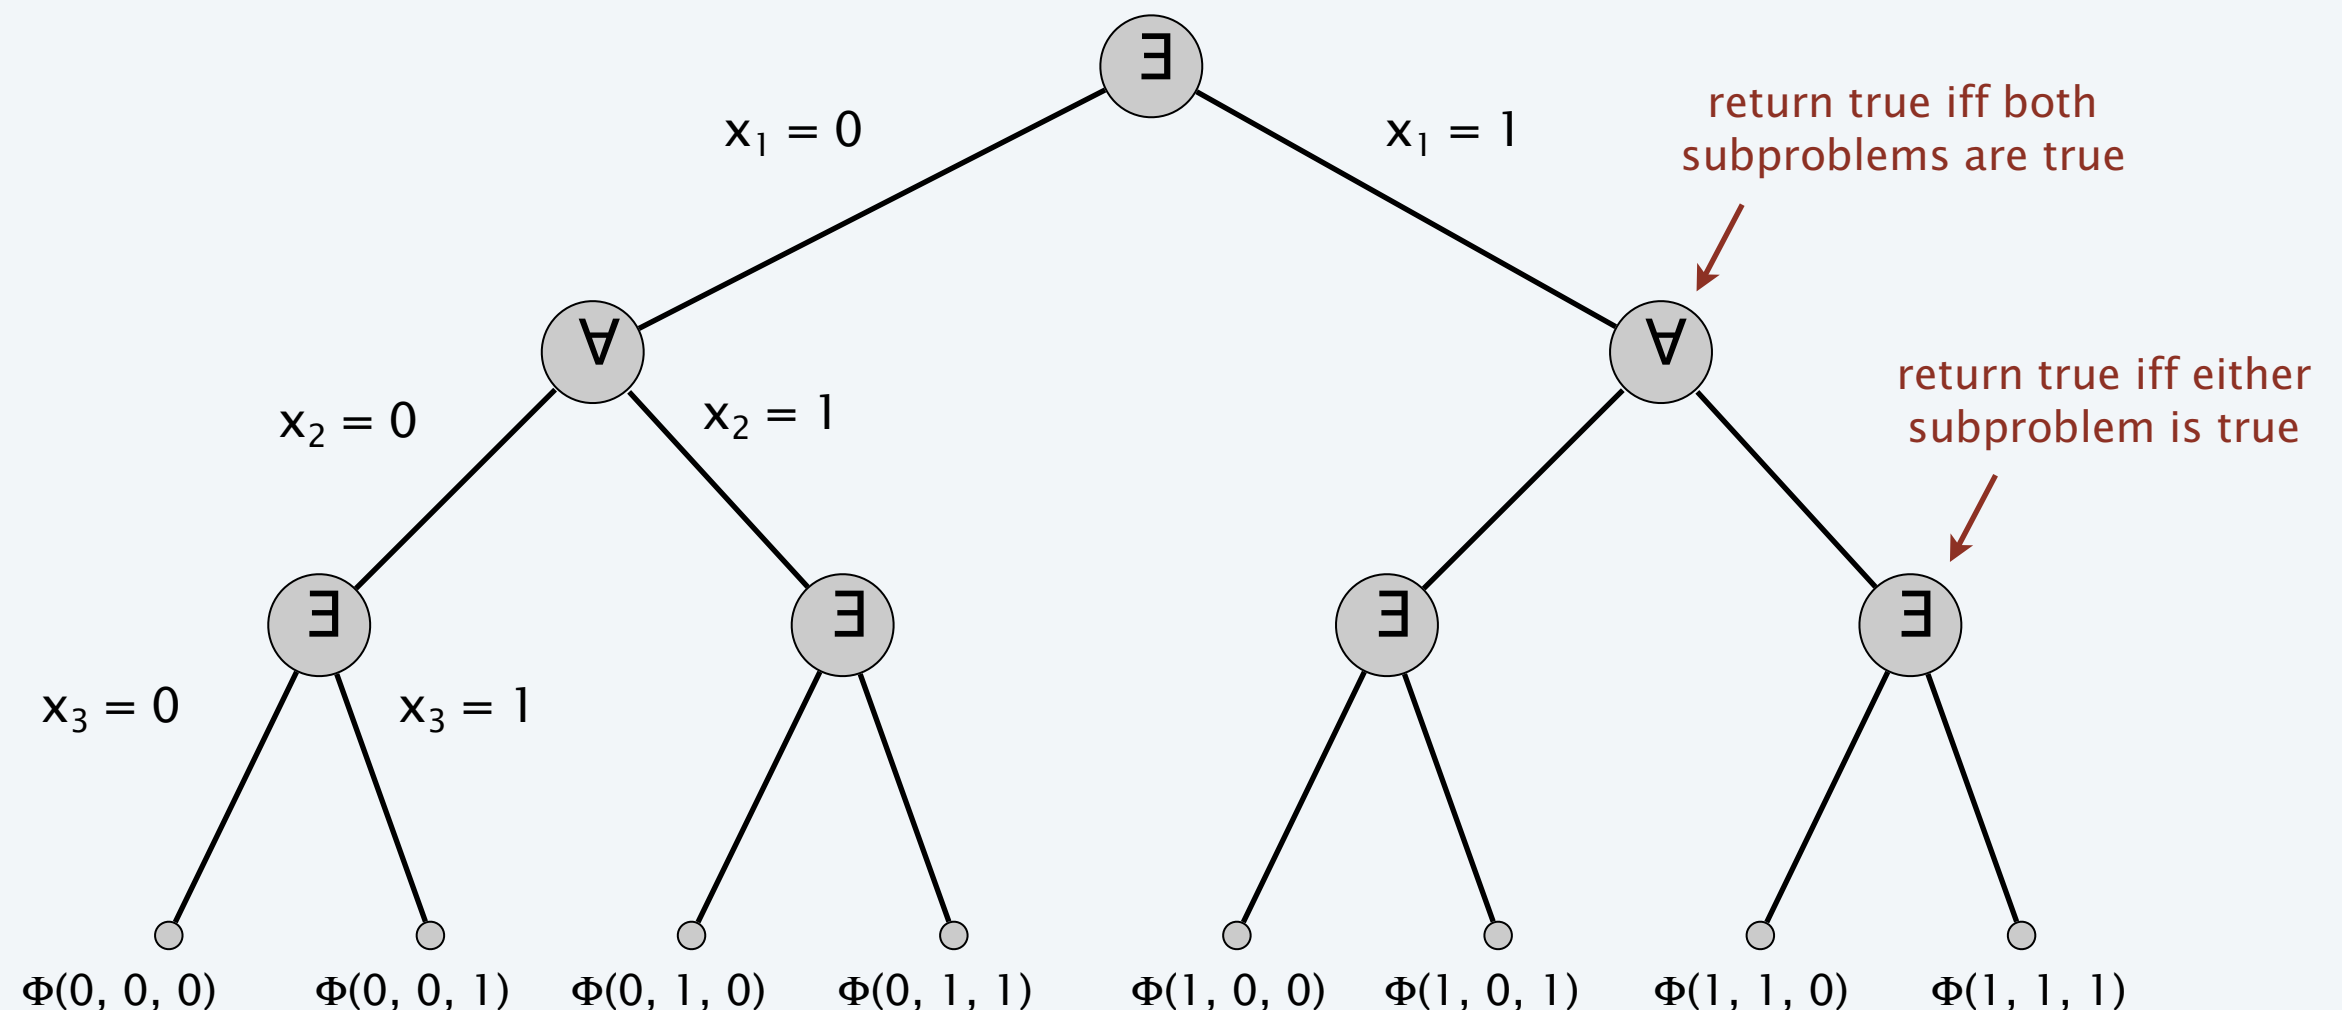 ∃
x₁ = 0
x₁ = 1
return true iff both
subproblems are true
∀
∀
x₂ = 0
x₂ = 1
return true iff either
subproblem is true
∃
∃
∃
∃
x₃ = 0
x₃ = 1
Φ(0, 0, 0)
Φ(0, 0, 1)
Φ(0, 1, 0)
Φ(0, 1, 1)
Φ(1, 0, 0)
Φ(1, 0, 1)
Φ(1, 1, 0)
Φ(1, 1, 1)